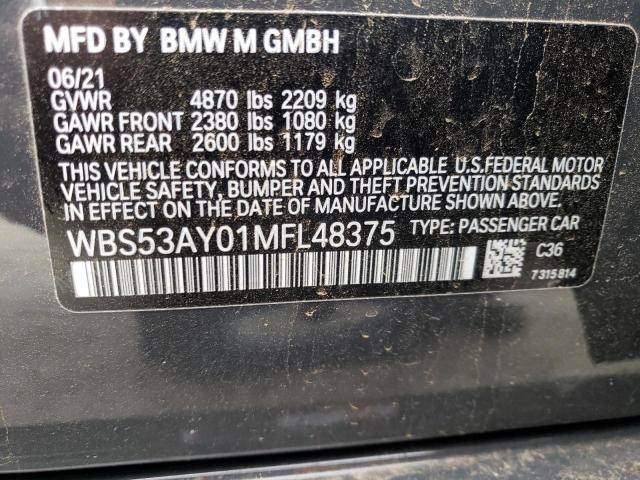 MFD BY BMW M GMBH
06/21
GVWR 4870 lbs 2209 kg
GAWR FRONT 2380 lbs 1080 kg
GAWR REAR 2600 lbs 1179 kg
THIS VEHICLE CONFORMS TO ALL APPLICABLE U.S.FEDERAL MOTOR
VEHICLE SAFETY, BUMPER AND THEFT PREVENTION STANDARDS
IN EFFECT ON THE DATE OF MANUFACTURE SHOWN ABOVE.
WBS53AY01MFL48375 TYPE: PASSENGER CAR
C36
7315814